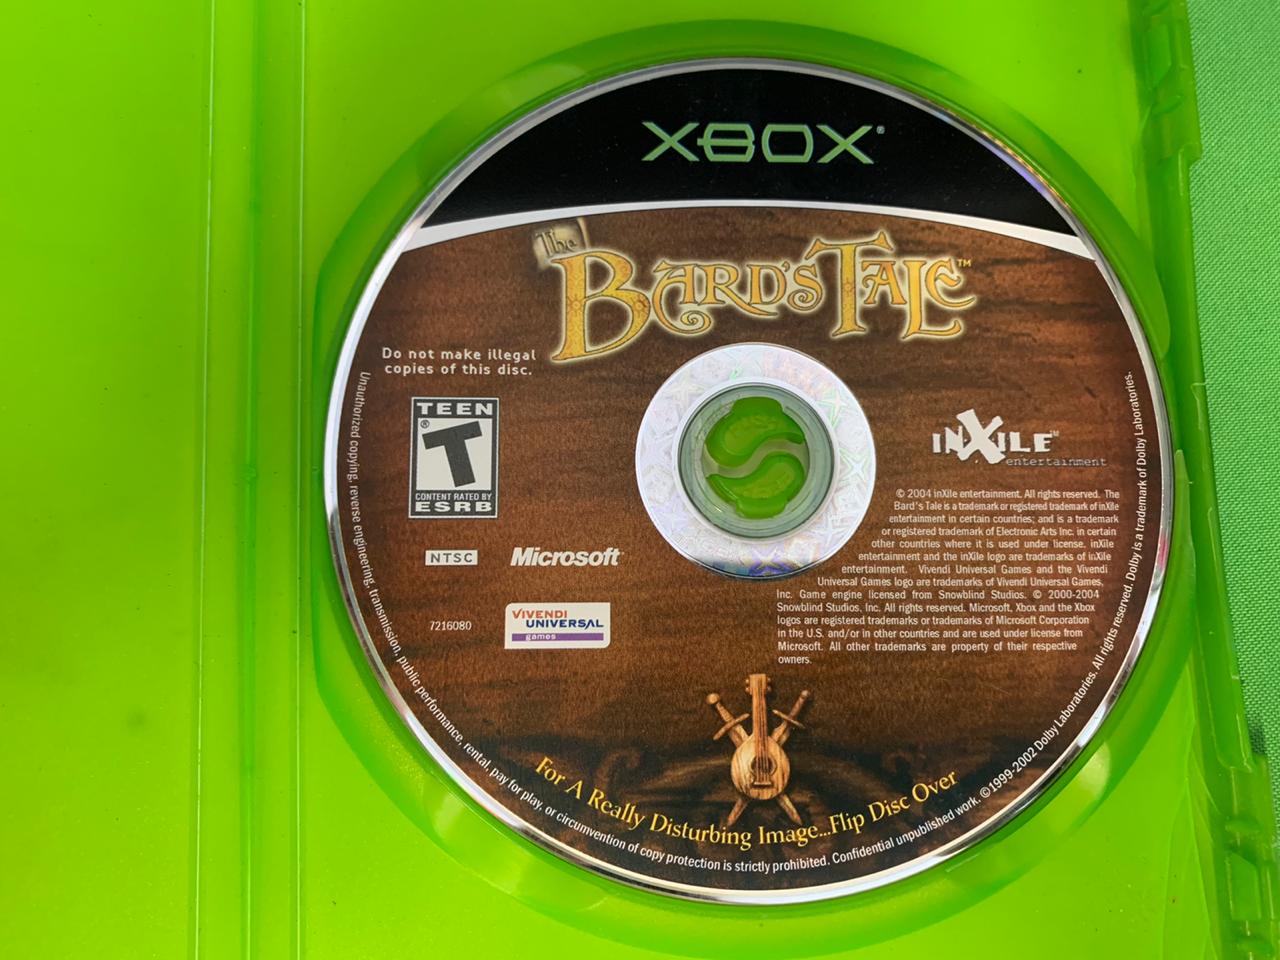 XBOX®
The
BARD'S TALE™
Do not make illegal
copies of this disc.
TEEN
®
T
CONTENT RATED BY
ESRB
NTSC
Microsoft
7216080
VIVENDI
UNIVERSAL
games
INXILE™
entertainment
© 2004 inXile entertainment. All rights reserved. The
Bard's Tale is a trademark or registered trademark of inXile
entertainment in certain countries; and is a trademark
or registered trademark of Electronic Arts Inc. in certain
other countries where it is used under license. inXile
entertainment and the inXile logo are trademarks of inXile
entertainment. Vivendi Universal Games and the Vivendi
Universal Games logo are trademarks of Vivendi Universal Games,
Inc. Game engine licensed from Snowblind Studios. © 2000-2004
Snowblind Studios, Inc. All rights reserved. Microsoft, Xbox and the Xbox
logos are registered trademarks or trademarks of Microsoft Corporation
in the U.S. and/or in other countries and are used under license from
Microsoft. All other trademarks are property of their respective
owners.
For A Really Disturbing Image...Flip Disc Over
Unauthorized copying, reverse engineering, transmission, public performance, rental, pay for play, or circumvention of copy protection is strictly prohibited. Confidential unpublished work. ©1999-2002 Dolby Laboratories. All rights reserved. Dolby is a trademark of Dolby Laboratories.